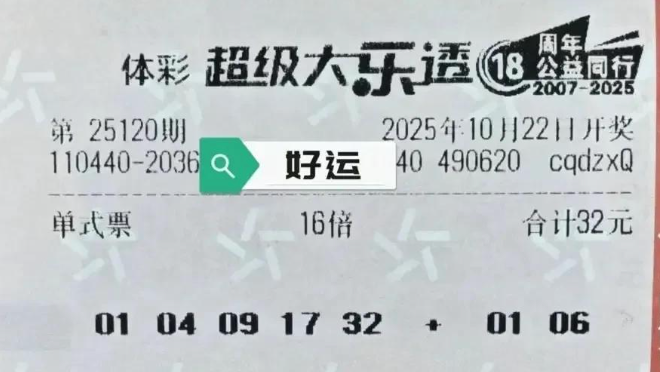 体彩 超级大乐透 18 周年 公益同行 2007-2025
第 25120期 2025年10月22日开奖
110440-2036 好运 40 490620 cqdzxQ
单式票 16倍 合计32元
01 04 09 17 32 + 01 06